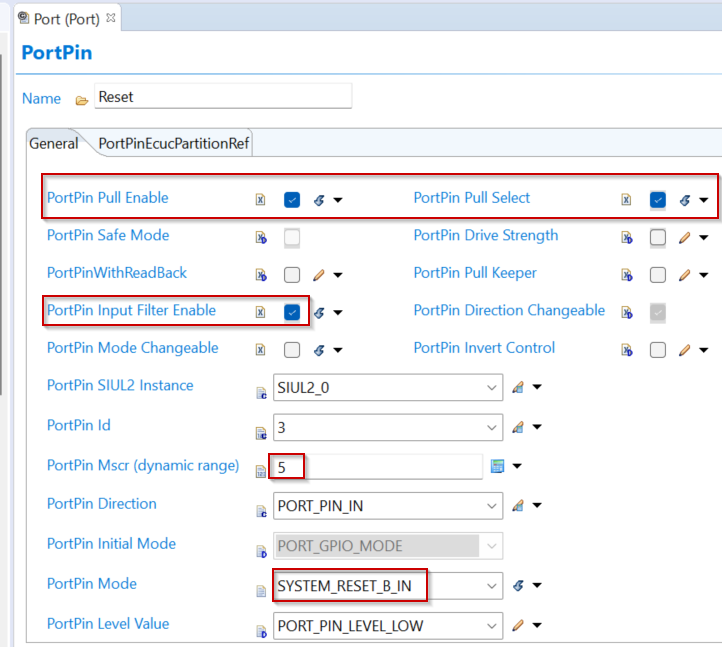 Port (Port)
PortPin
Name Reset
General PortPinEcucPartitionRef
PortPin Pull Enable PortPin Pull Select
PortPin Safe Mode PortPin Drive Strength
PortPinWithReadBack PortPin Pull Keeper
PortPin Input Filter Enable PortPin Direction Changeable
PortPin Mode Changeable PortPin Invert Control
PortPin SIUL2 Instance SIUL2_0
PortPin Id 3
PortPin Mscr (dynamic range) 5
PortPin Direction PORT_PIN_IN
PortPin Initial Mode PORT_GPIO_MODE
PortPin Mode SYSTEM_RESET_B_IN
PortPin Level Value PORT_PIN_LEVEL_LOW